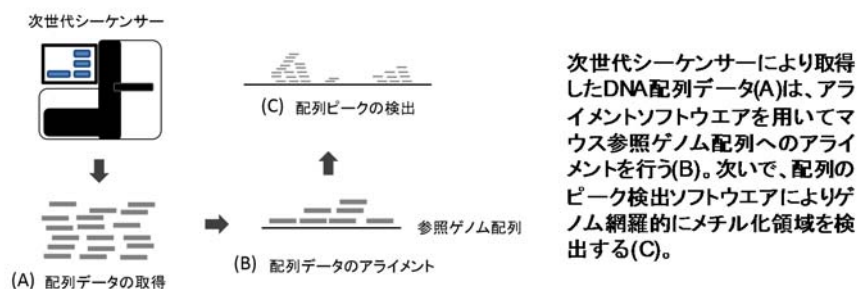 次世代シーケンサー
(C) 配列ピークの検出
参照ゲノム配列
(A) 配列データの取得
(B) 配列データのアライメント
次世代シーケンサーにより取得
したDNA配列データ(A)は、アラ
イメントソフトウエアを用いてマ
ウス参照ゲノム配列へのアライ
メントを行う(B)。次いで、配列の
ピーク検出ソフトウエアによりゲ
ノム網羅的にメチル化領域を検
出する(C)。